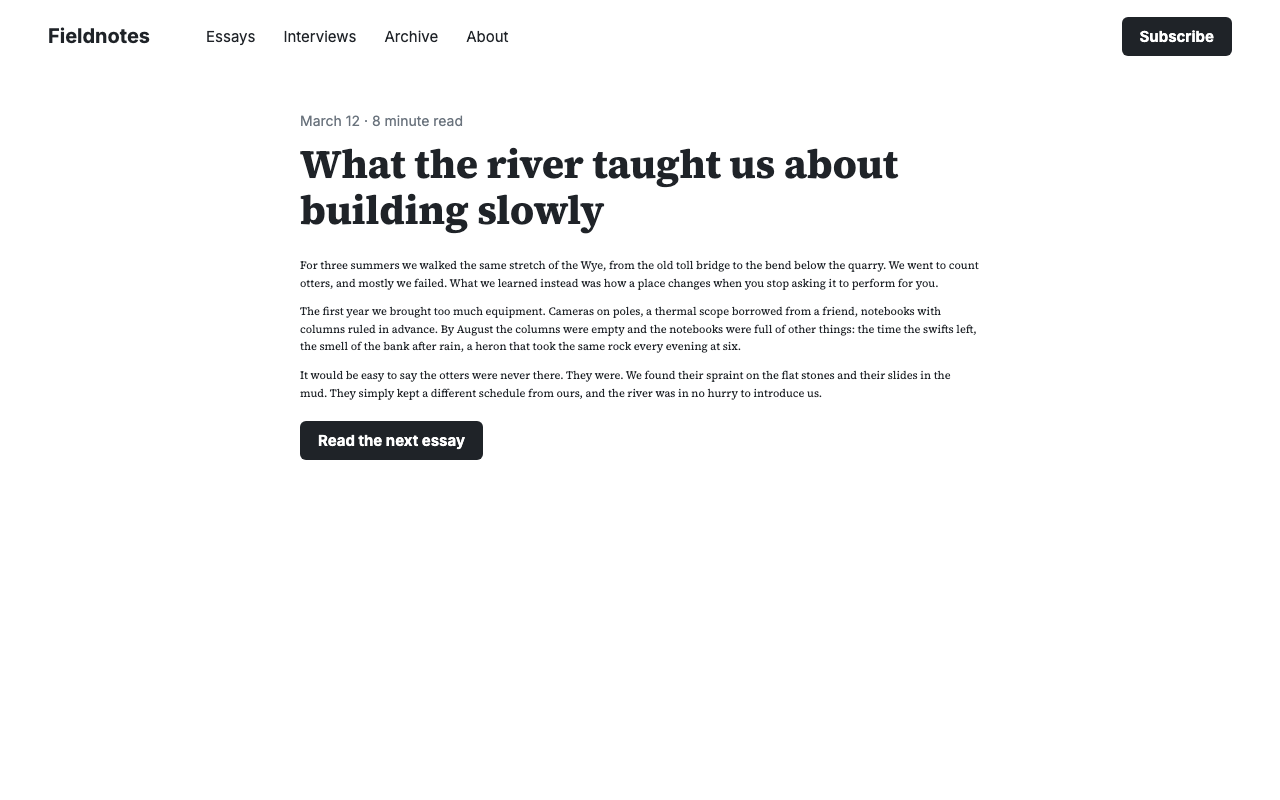 Fieldnotes
Essays
Interviews
Archive
About
Subscribe
March 12 · 8 minute read
What the river taught us about
building slowly
For three summers we walked the same stretch of the Wye, from the old toll bridge to the bend below the quarry. We went to count
otters, and mostly we failed. What we learned instead was how a place changes when you stop asking it to perform for you.
The first year we brought too much equipment. Cameras on poles, a thermal scope borrowed from a friend, notebooks with
columns ruled in advance. By August the columns were empty and the notebooks were full of other things: the time the swifts left,
the smell of the bank after rain, a heron that took the same rock every evening at six.
It would be easy to say the otters were never there. They were. We found their spraint on the flat stones and their slides in the
mud. They simply kept a different schedule from ours, and the river was in no hurry to introduce us.
Read the next essay